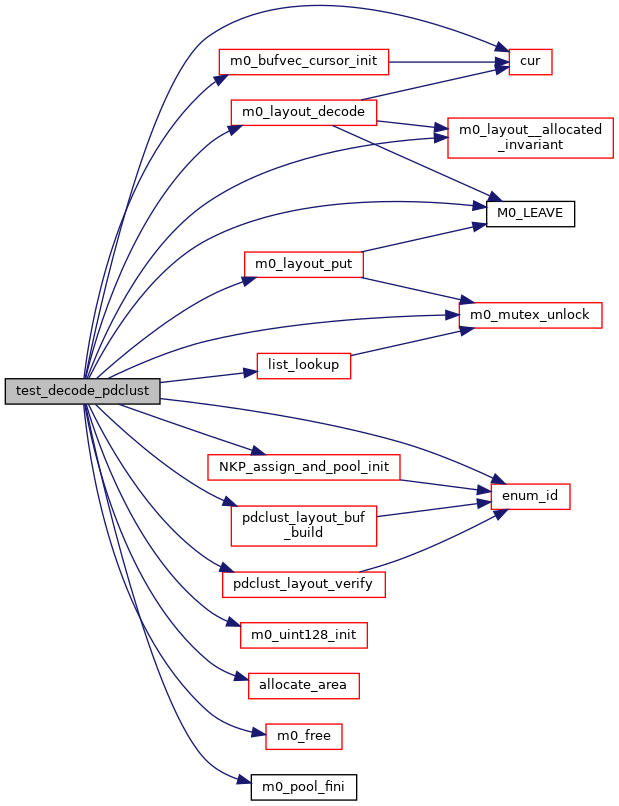 m0_bufvec_cursor_init
cur
m0_layout_decode
m0_layout__allocated
_invariant
M0_LEAVE
m0_layout_put
m0_mutex_unlock
list_lookup
test_decode_pdclust
NKP_assign_and_pool_init
enum_id
pdclust_layout_buf
_build
pdclust_layout_verify
m0_uint128_init
allocate_area
m0_free
m0_pool_fini